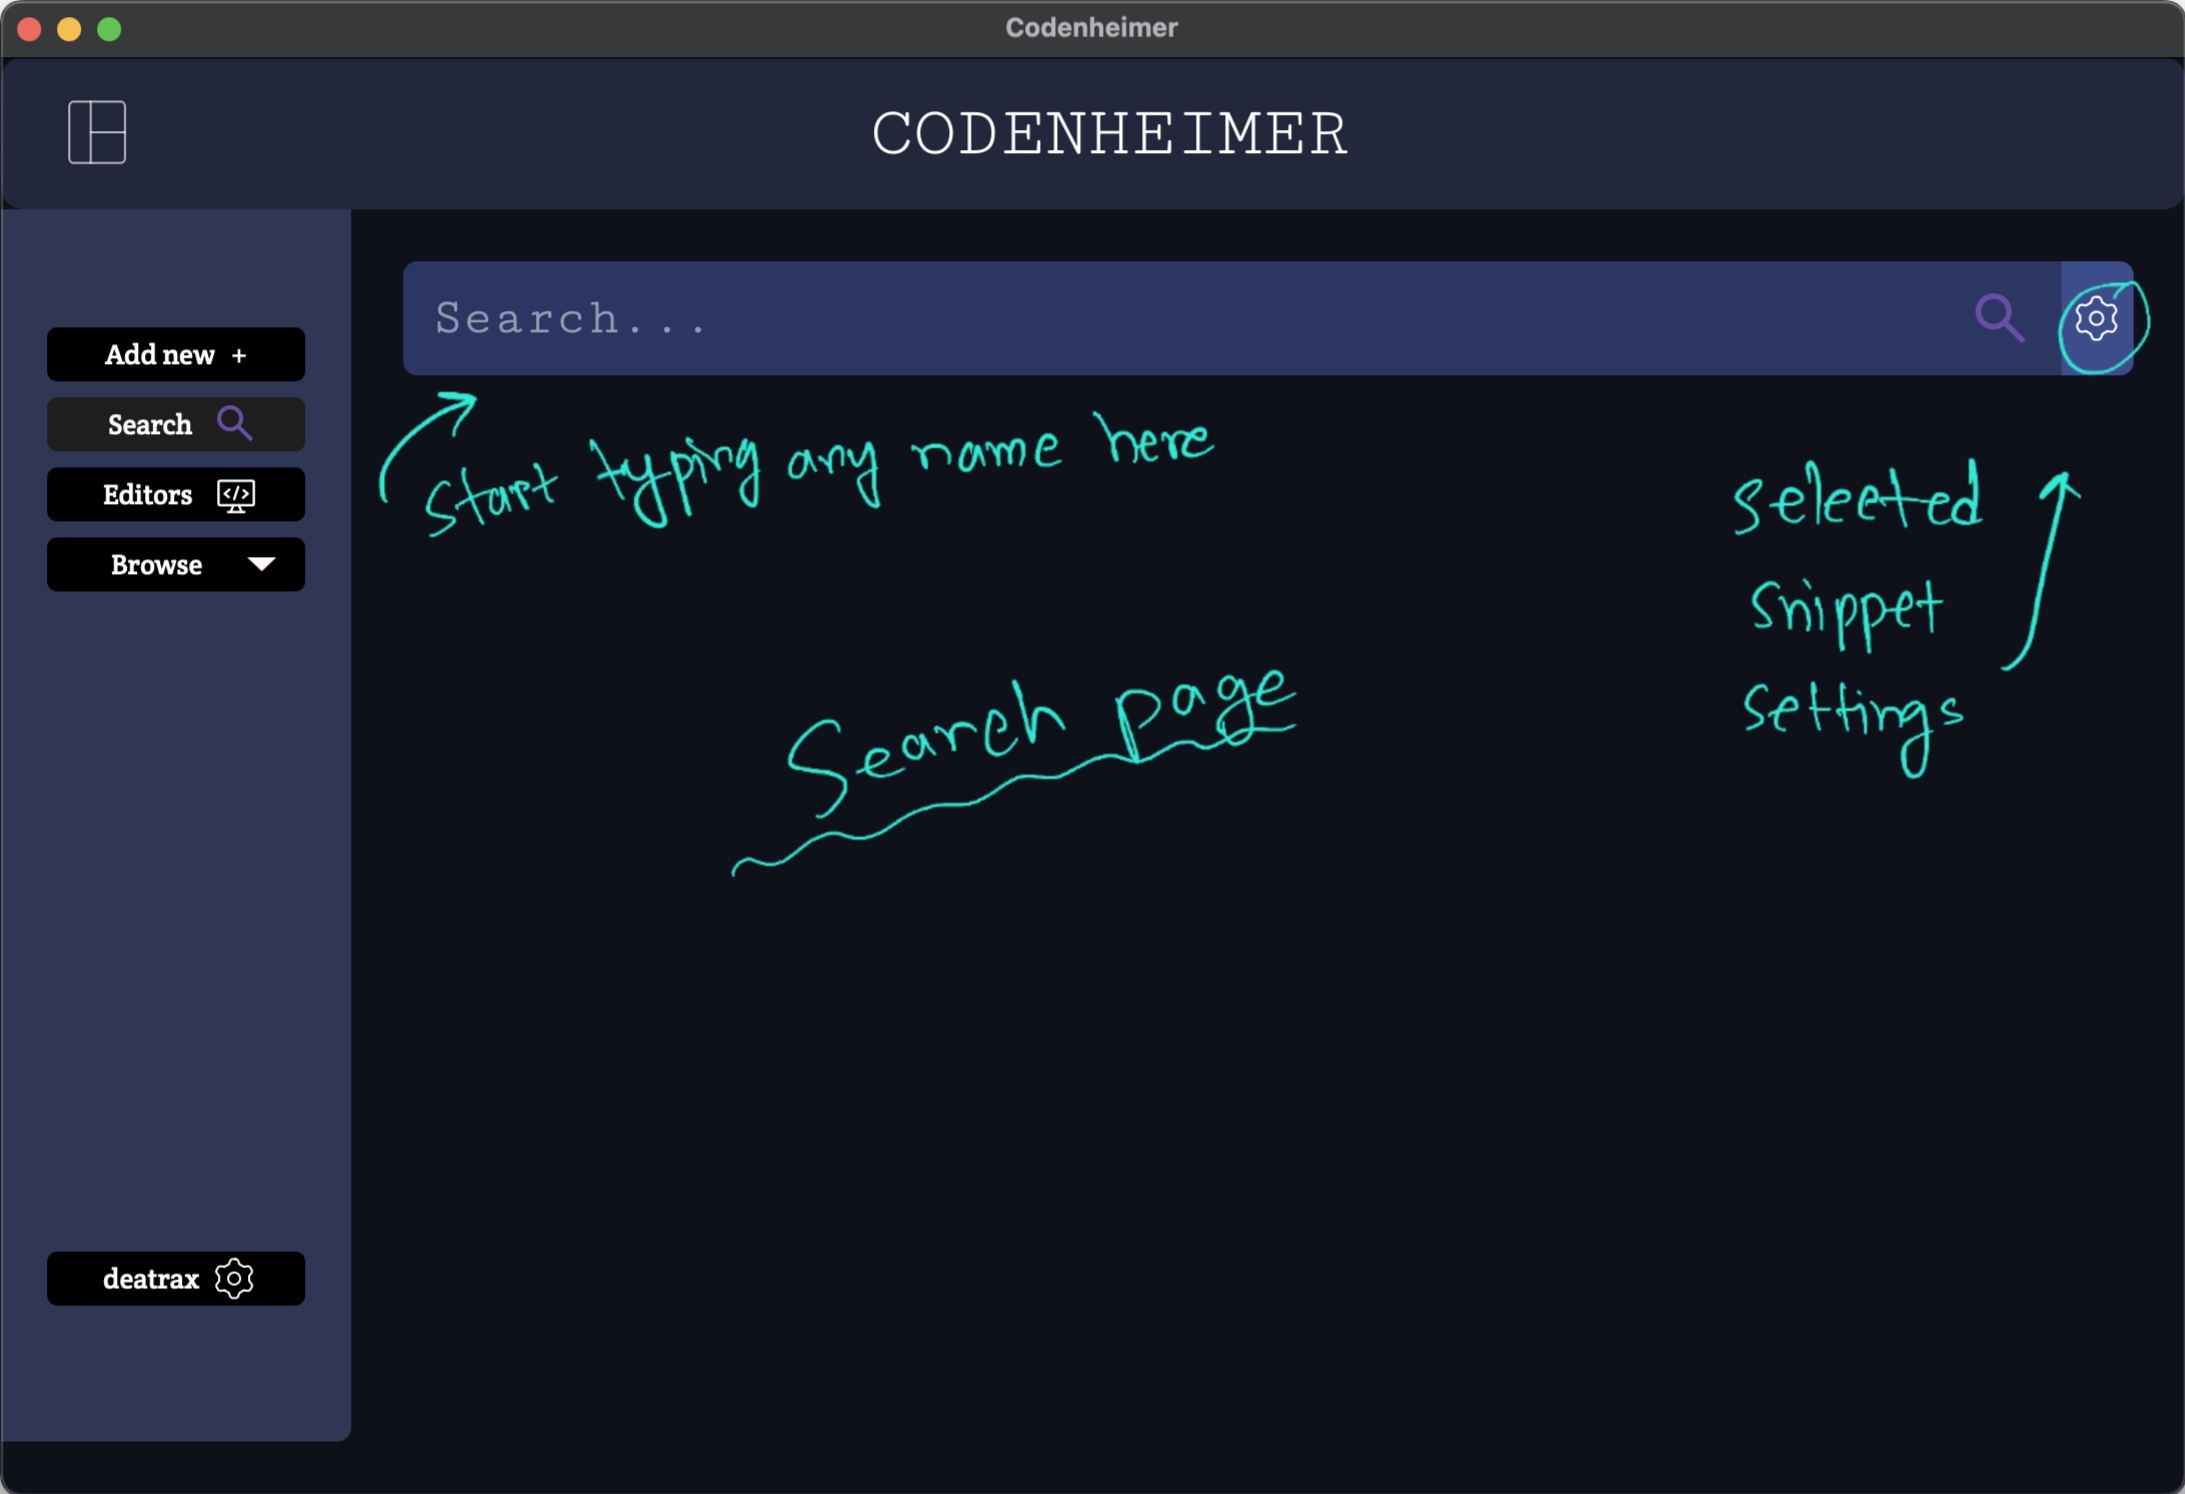 Codenheimer
CODENHEIMER
Search...
Add new +
Search
Editors </>
Browse
Start typing any name here
selected
snippet
settings
Search page
deatrax